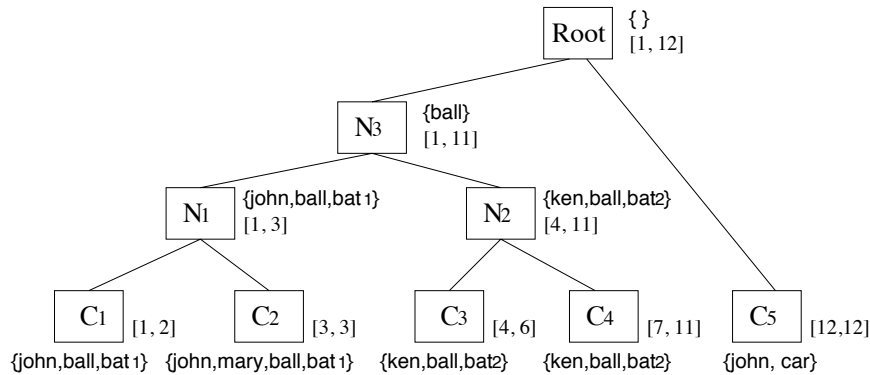 Root
{ }
[1, 12]
N3
{ball}
[1, 11]
N1
{john,ball,bat1}
[1, 3]
N2
{ken,ball,bat2}
[4, 11]
C1
[1, 2]
{john,ball,bat1}
C2
[3, 3]
{john,mary,ball,bat1}
C3
[4, 6]
{ken,ball,bat2}
C4
[7, 11]
{ken,ball,bat2}
C5
[12,12]
{john, car}